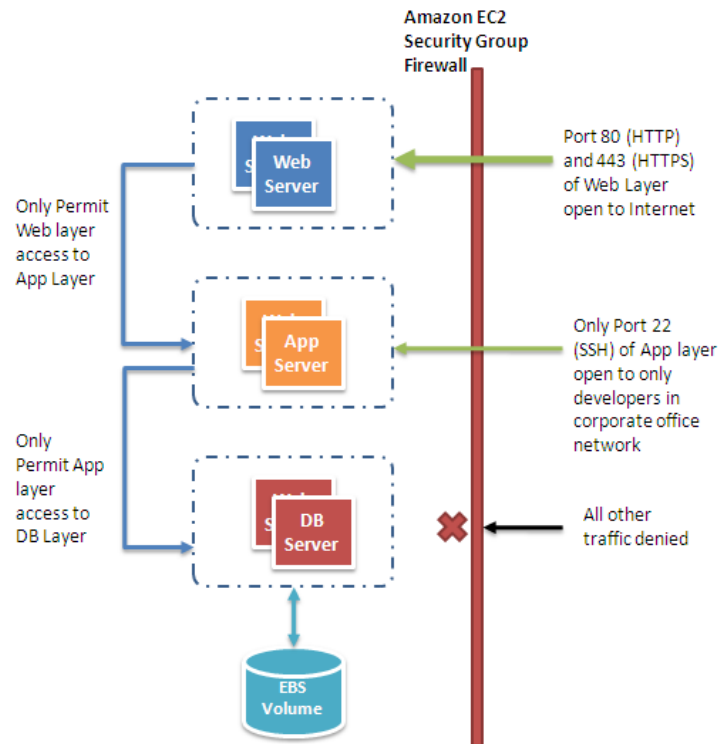 Amazon EC2
Security Group
Firewall
Web
Server
Port 80 (HTTP)
and 443 (HTTPS)
of Web Layer
open to Internet
Only Permit
Web layer
access to
App Layer
App
Server
Only Port 22
(SSH) of App layer
open to only
developers in
corporate office
network
Only
Permit App
layer
access to
DB Layer
DB
Server
All other
traffic denied
EBS
Volume